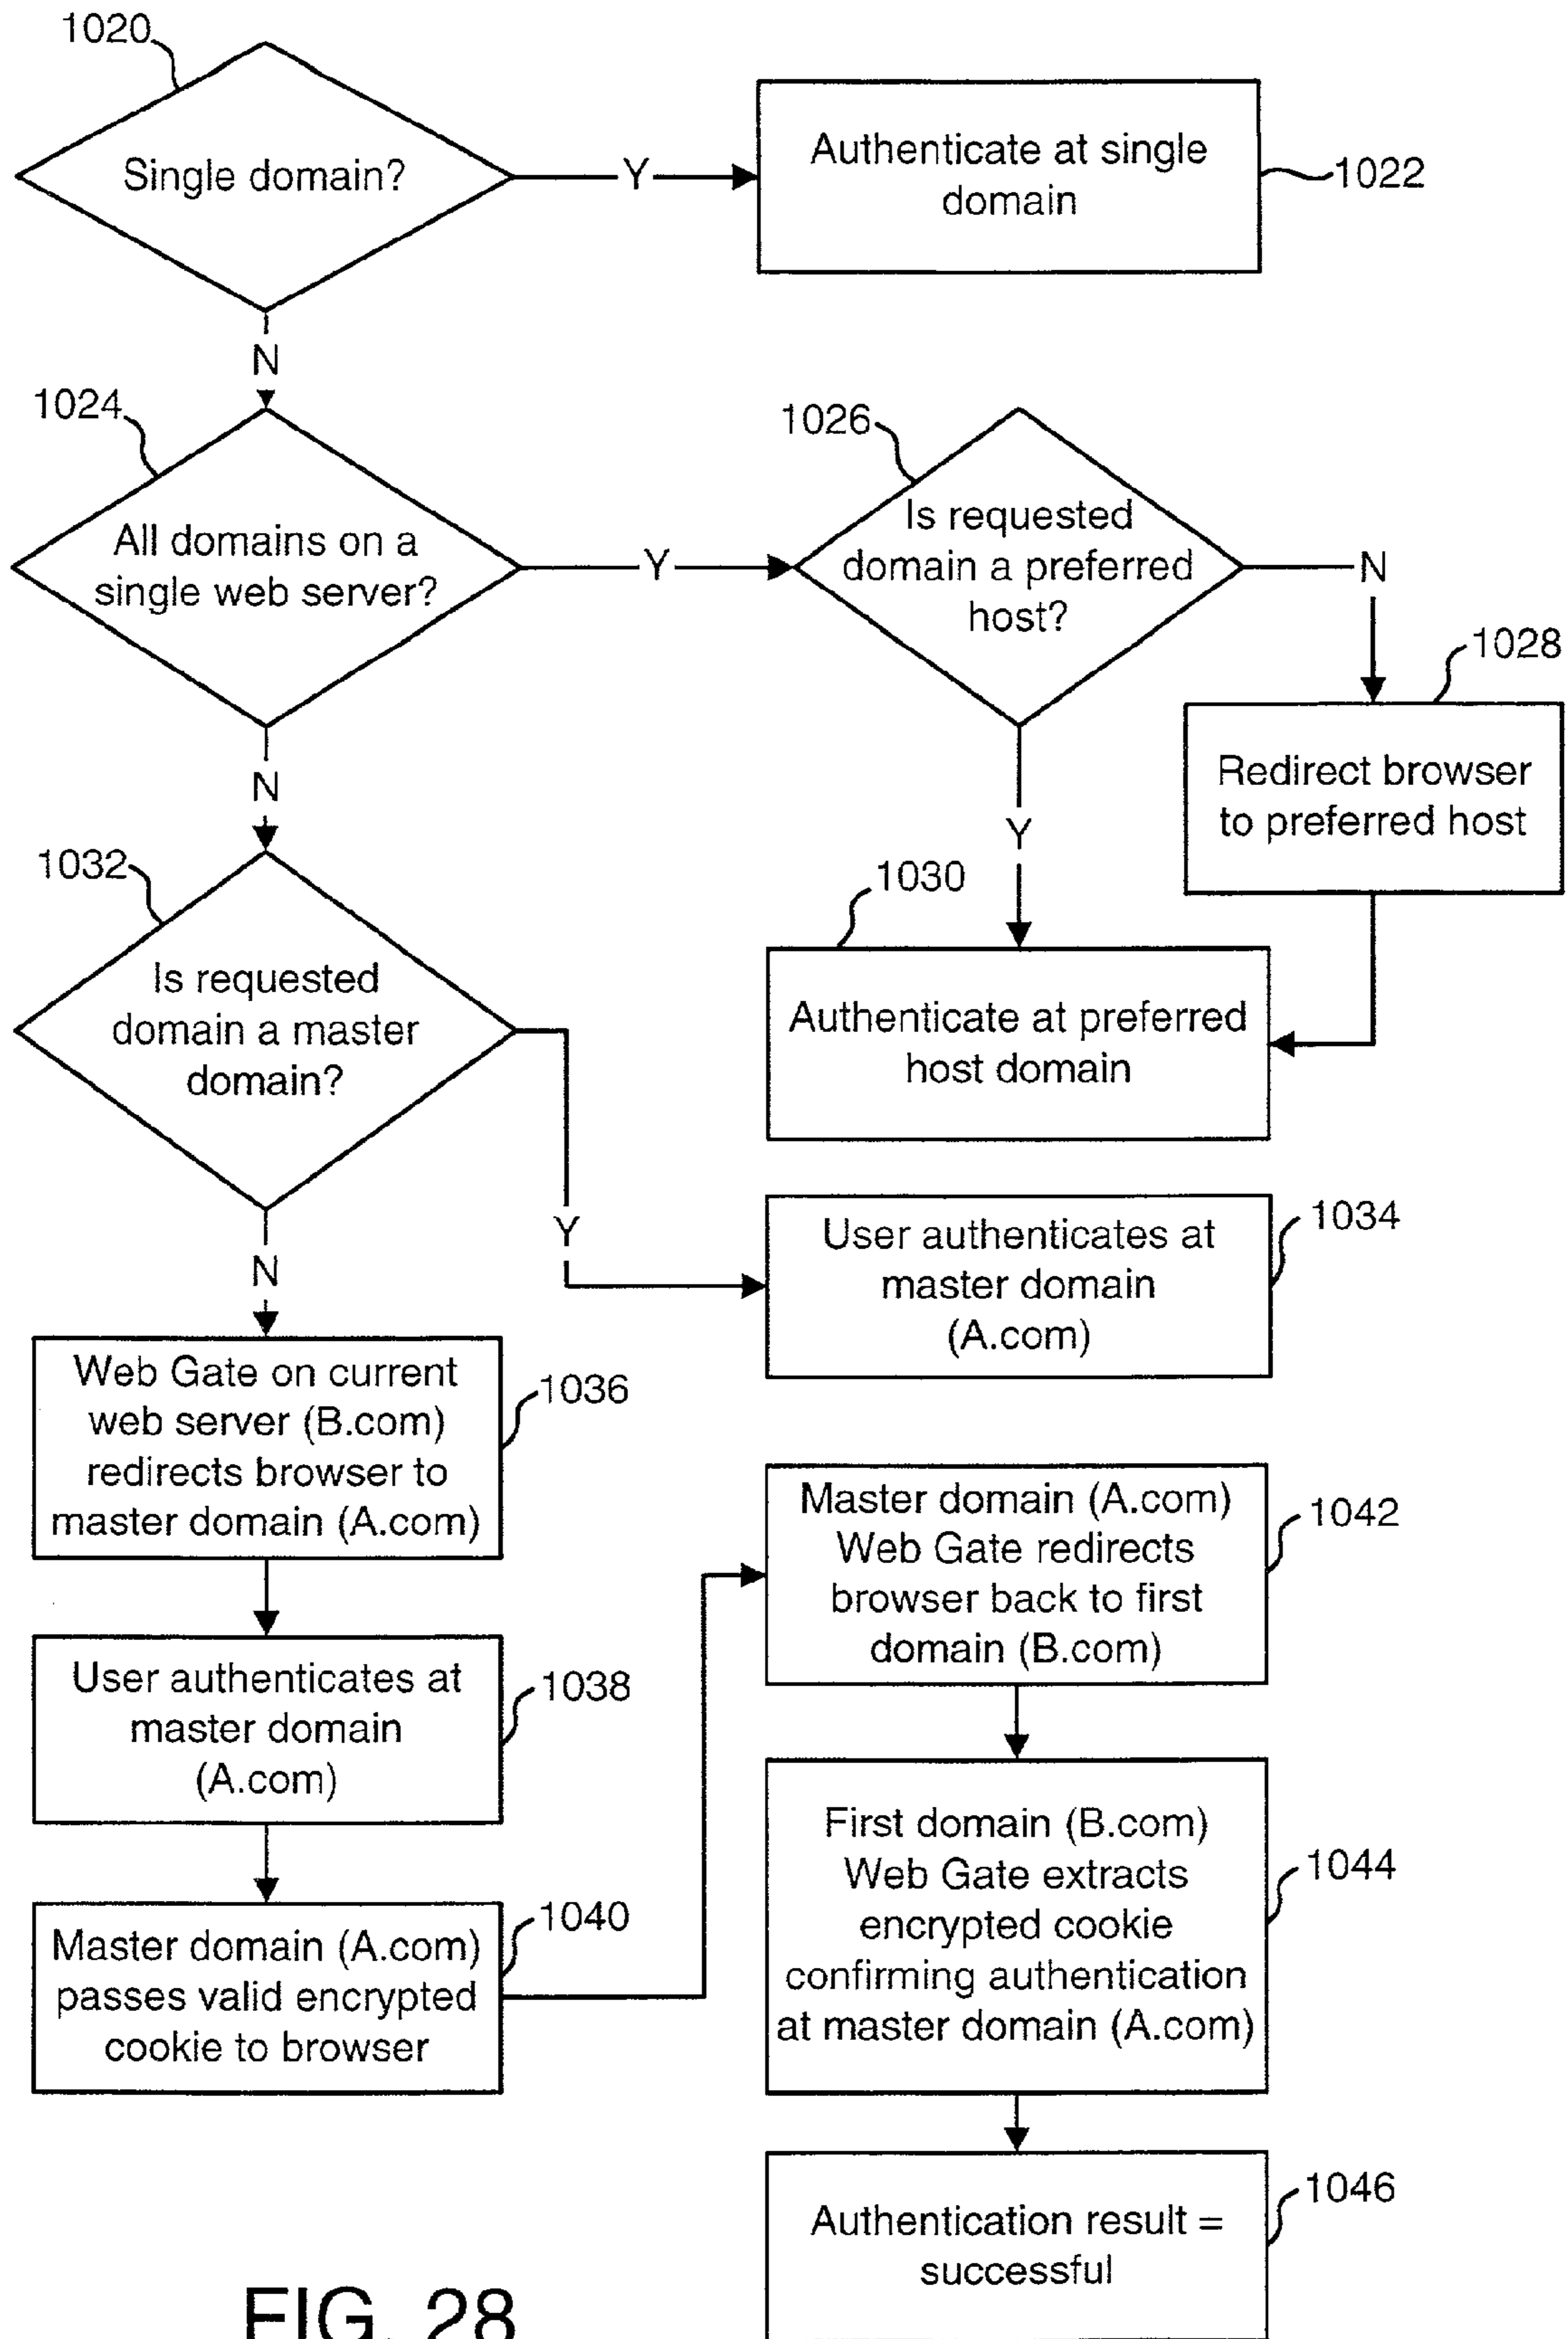 1020
Single domain?
Y
Authenticate at single
domain
1022
N
1024
All domains on a
single web server?
Y
1026
Is requested
domain a preferred
host?
N
1028
Redirect browser
to preferred host
Y
1030
Authenticate at preferred
host domain
N
1032
Is requested
domain a master
domain?
Y
1034
User authenticates at
master domain
(A.com)
N
Web Gate on current
web server (B.com)
redirects browser to
master domain (A.com)
1036
User authenticates at
master domain
(A.com)
1038
Master domain (A.com)
passes valid encrypted
cookie to browser
1040
Master domain (A.com)
Web Gate redirects
browser back to first
domain (B.com)
1042
First domain (B.com)
Web Gate extracts
encrypted cookie
confirming authentication
at master domain (A.com)
1044
Authentication result =
successful
1046
FIG. 28